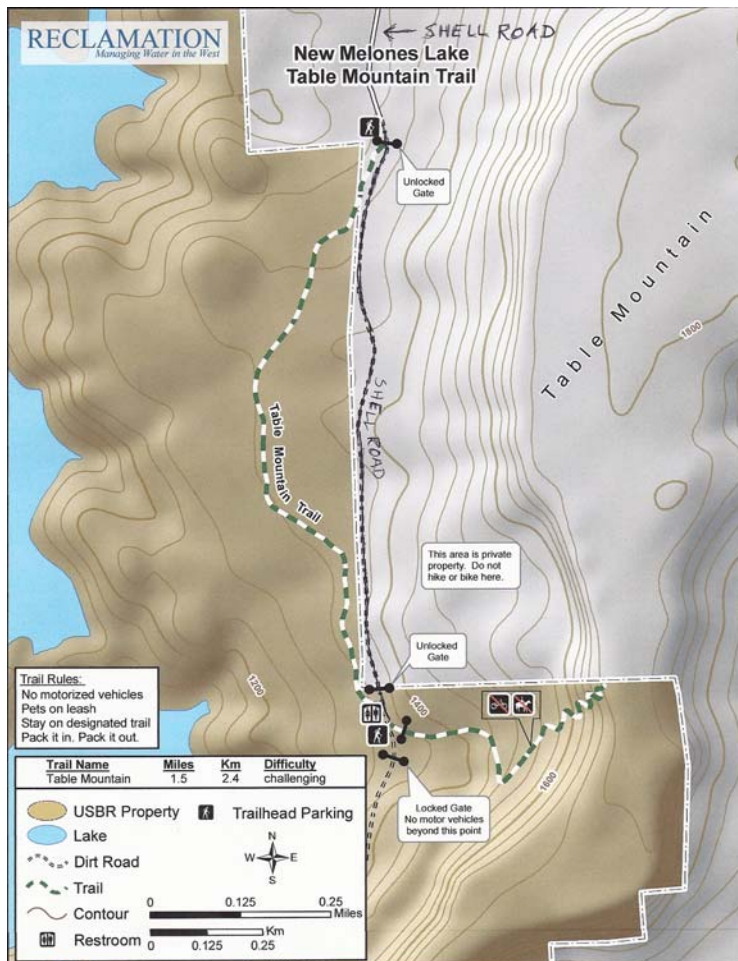 RECLAMATION
Managing Water in the West
← SHELL ROAD
New Melones Lake
Table Mountain Trail
Unlocked
Gate
Table Mountain
1800
SHELL ROAD
Table Mountain Trail
This area is private
property. Do not
hike or bike here.
Unlocked
Gate
1200
1400
1600
Locked Gate
No motor vehicles
beyond this point
Trail Rules:
No motorized vehicles
Pets on leash
Stay on designated trail
Pack it in. Pack it out.
Trail Name Miles Km Difficulty
Table Mountain 1.5 2.4 challenging
USBR Property
Trailhead Parking
Lake
Dirt Road
Trail
Contour
Restroom
N
W E
S
0 0.125 0.25
Miles
0 0.125 0.25
Km